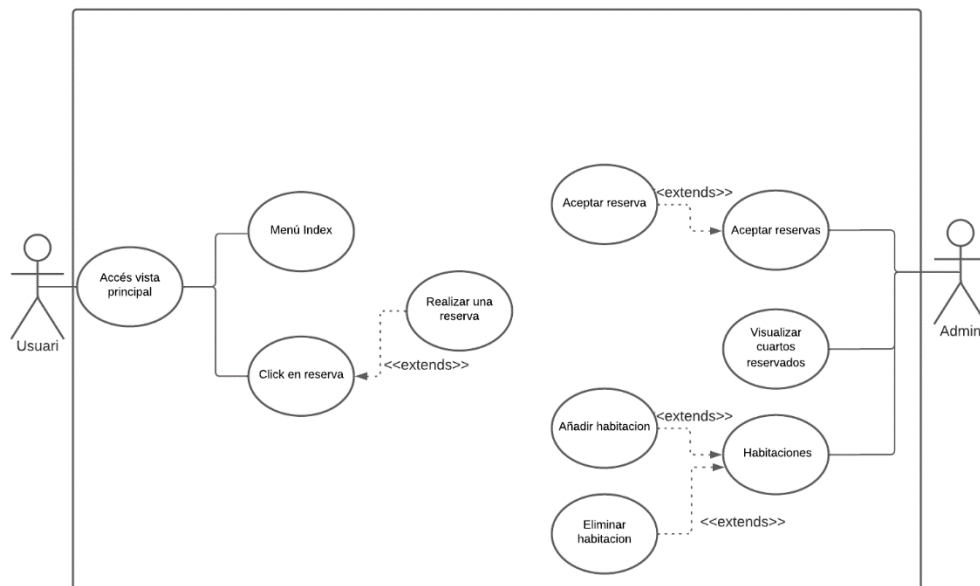 Usuari
Accés vista
principal
Menú Index
Click en reserva
Realizar una
reserva
<<extends>>
Aceptar reserva
<<extends>>
Aceptar reservas
Visualizar
cuartos
reservados
Añadir habitacion
<<extends>>
Habitaciones
Eliminar
habitacion
<<extends>>
Admin